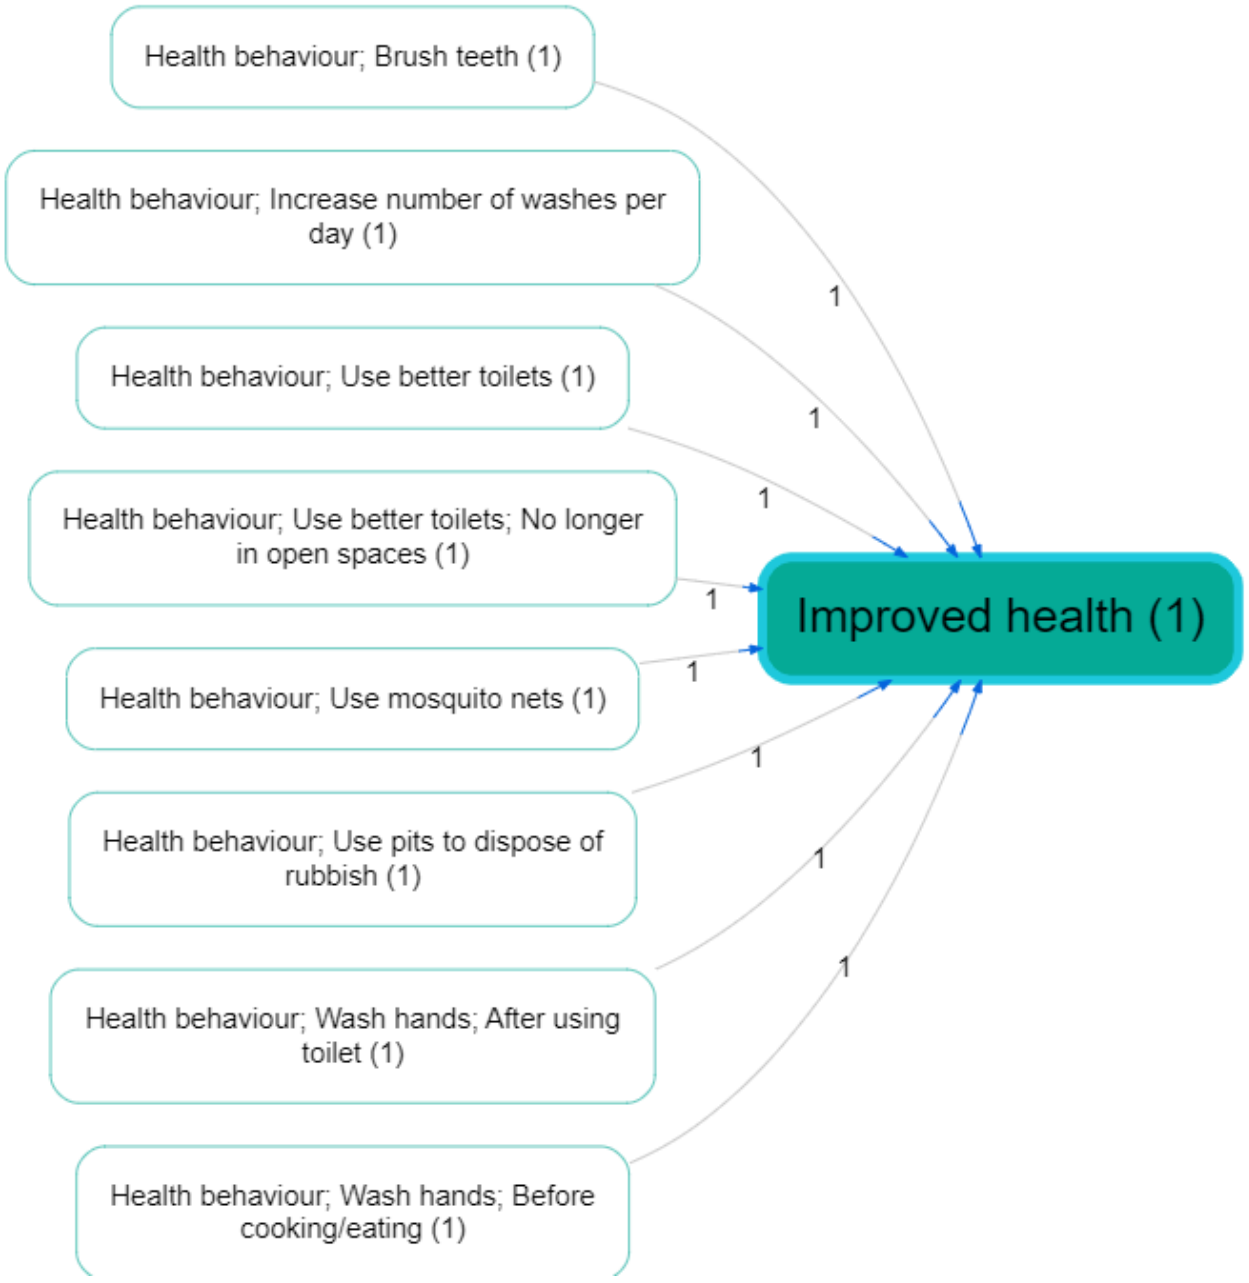 Health behaviour; Brush teeth (1)
Health behaviour; Increase number of washes per
day (1)
1
Health behaviour; Use better toilets (1)
1
1
Health behaviour; Use better toilets; No longer
in open spaces (1)
1
Improved health (1)
1
Health behaviour; Use mosquito nets (1)
1
Health behaviour; Use pits to dispose of
rubbish (1)
1
1
Health behaviour; Wash hands; After using
toilet (1)
Health behaviour; Wash hands; Before
cooking/eating (1)